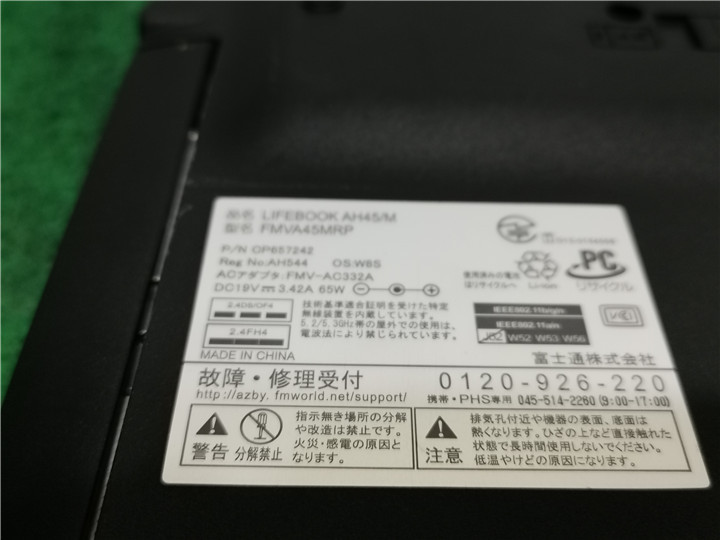 品名 LIFEBOOK AH45/M
型名 FMVA45MRP
P/N CP657242
Reg No:AH544 OS:W8S
ACアダプタ:FMV-AC332A
DC19V 3.42A 65W
2.4DS/OF4
2.4FH4
MADE IN CHINA
技術基準適合証明を受けた特定
無線装置を内蔵しています。
5.2/5.3GHz帯の屋外での使用は、
電波法により禁じられています。
使用済みの電池
はリサイクルへ
Li-ion
PC
リサイクル
IEEE802.11b/g/n
IEEE802.11a/n
J52 W52 W53 W56
富士通株式会社
故障・修理受付
http://azby.fmworld.net/support/
0120-926-220
携帯・PHS専用 045-514-2260 (9:00-17:00)
警告
分解禁止
指示無き場所の分解
や改造は禁止です。
火災・感電の原因と
なります。
注意
排気孔付近や機器の表面、底面は
熱くなります。ひざの上など直接触れた
状態で長時間使用しないでください。
低温やけどの原因になります。